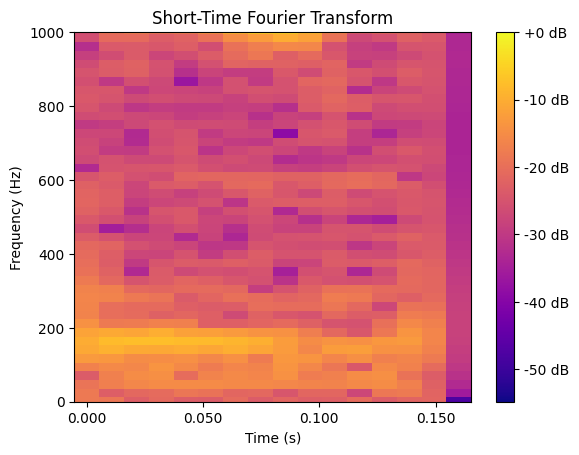 Short-Time Fourier Transform
1000
800
600
400
200
0
Frequency (Hz)
0.000
0.050
0.100
0.150
Time (s)
+0 dB
-10 dB
-20 dB
-30 dB
-40 dB
-50 dB